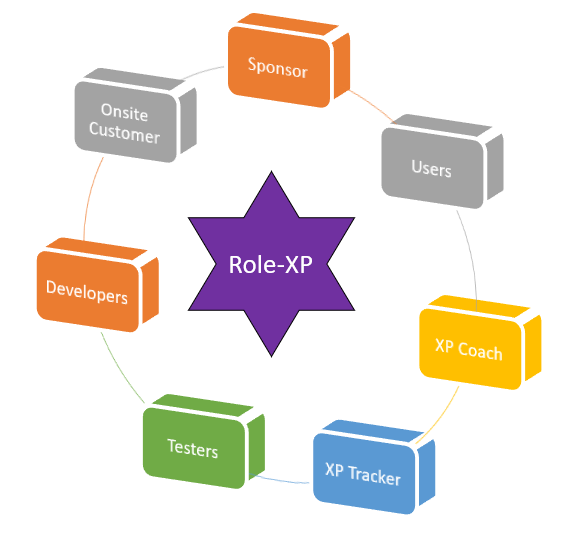 Sponsor
Onsite
Customer
Users
Role-XP
Developers
XP Coach
Testers
XP Tracker